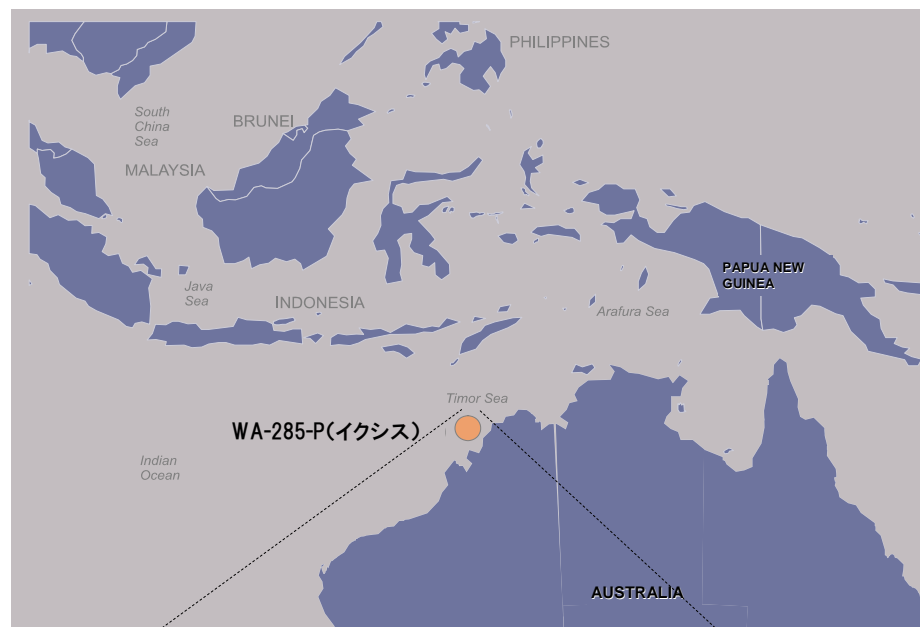 PHILIPPINES
South
China
Sea
BRUNEI
MALAYSIA
PAPUA NEW
GUINEA
Java
Sea
INDONESIA
Arafura Sea
Timor Sea
WA-285-P(イクシス)
Indian
Ocean
AUSTRALIA